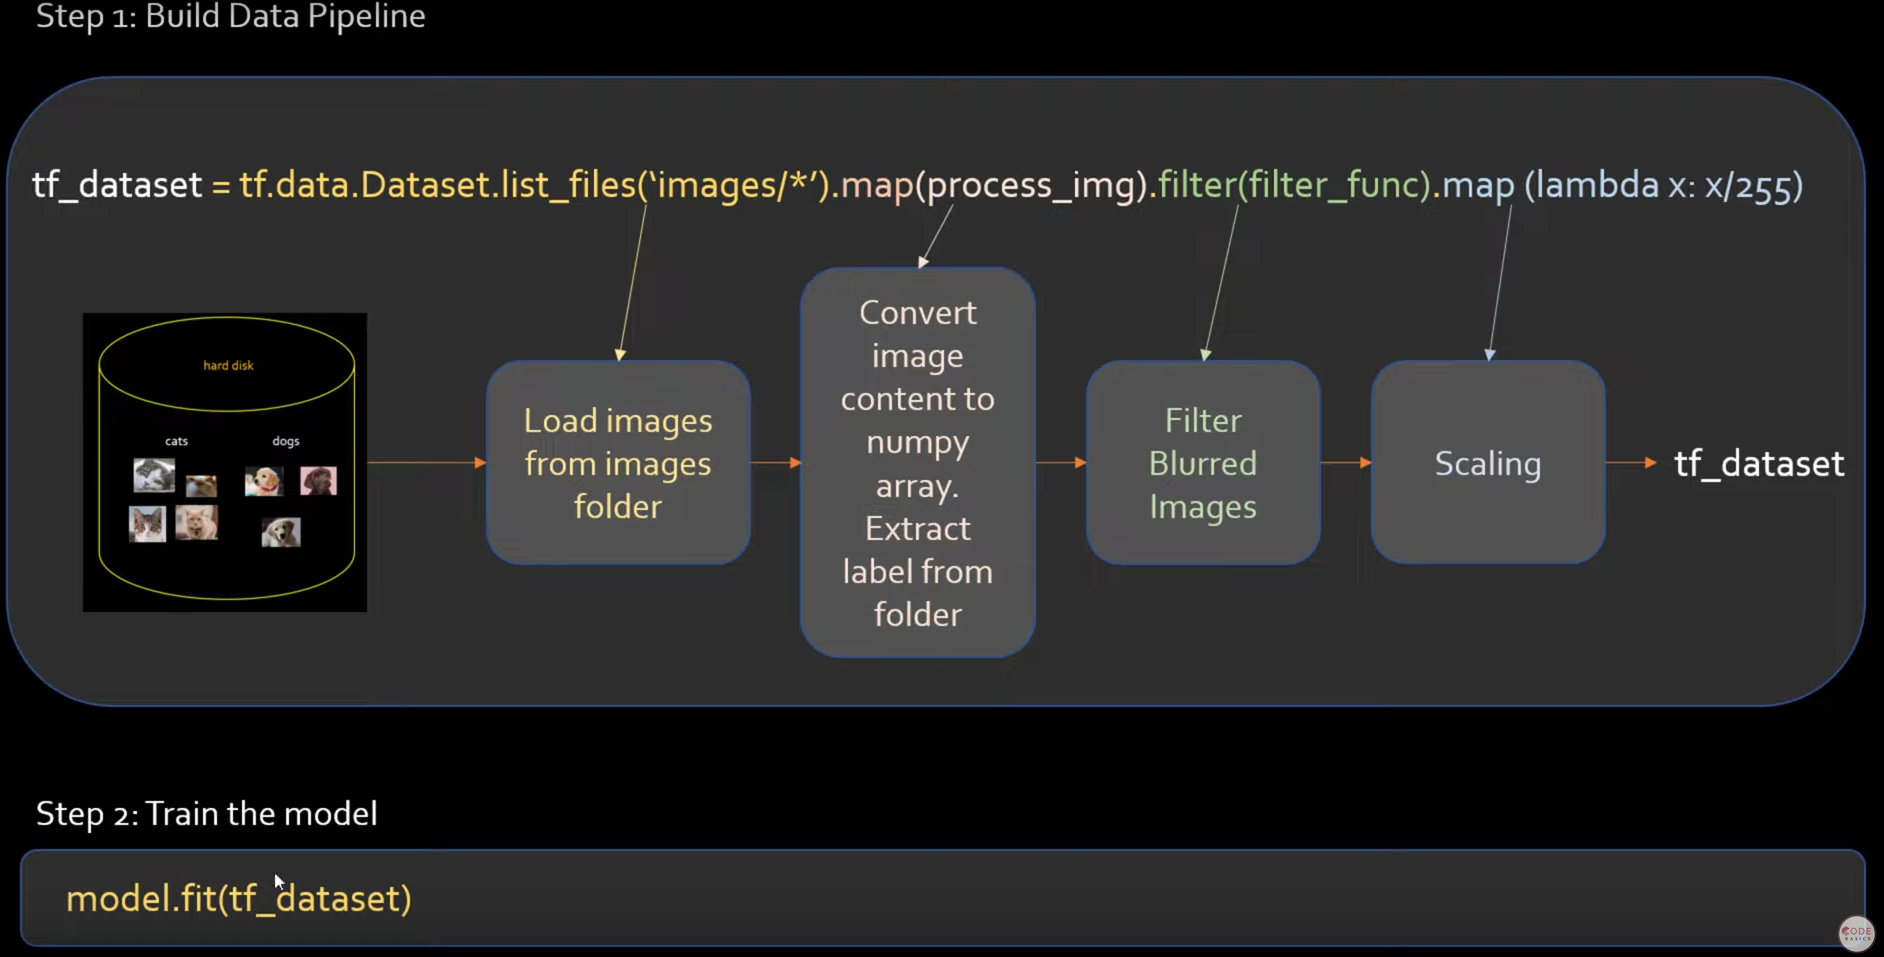 Step 1: Build Data Pipeline
tf_dataset = tf.data.Dataset.list_files(‘images/*’).map(process_img).filter(filter_func).map (lambda x: x/255)
hard disk
cats
dogs
Load images
from images
folder
Convert
image
content to
numpy
array.
Extract
label from
folder
Filter
Blurred
Images
Scaling
tf_dataset
Step 2: Train the model
model.fit(tf_dataset)
CODE
BASICS